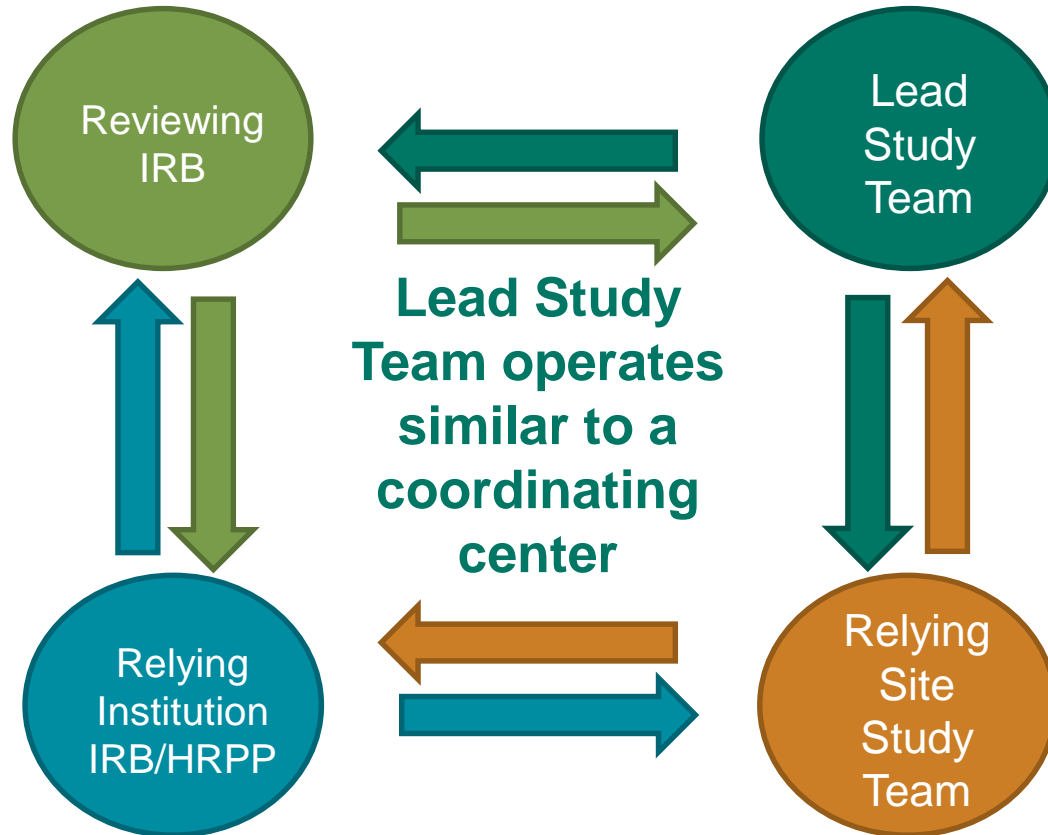 Reviewing
IRB
Lead
Study
Team
Lead Study
Team operates
similar to a
coordinating
center
Relying
Institution
IRB/HRPP
Relying
Site
Study
Team